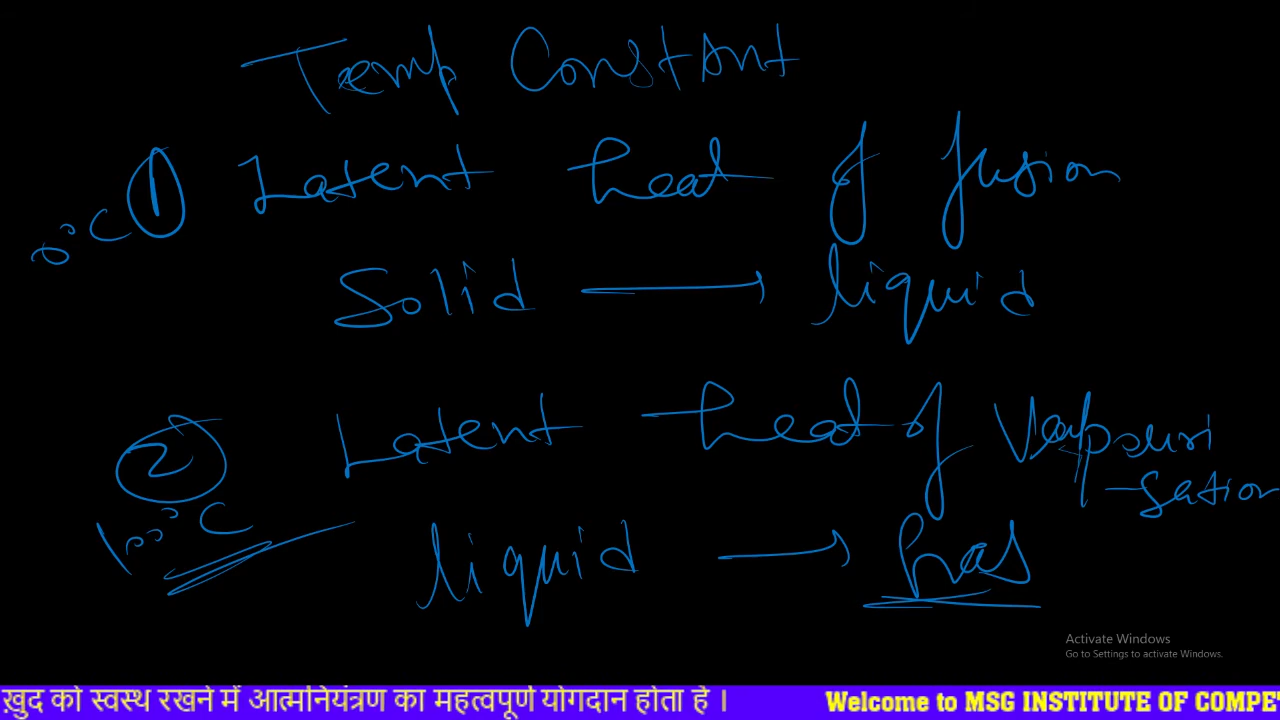 Temp Constant
① Latent heat of fusion
0°C
Solid → liquid
② Latent heat of Vapouri
-sation
100°C
liquid → Gas
Activate Windows
Go to Settings to activate Windows.
ख़ुद को स्वस्थ रखने में आत्मनियंत्रण का महत्वपूर्ण योगदान होता है । Welcome to MSG INSTITUTE OF COMPE